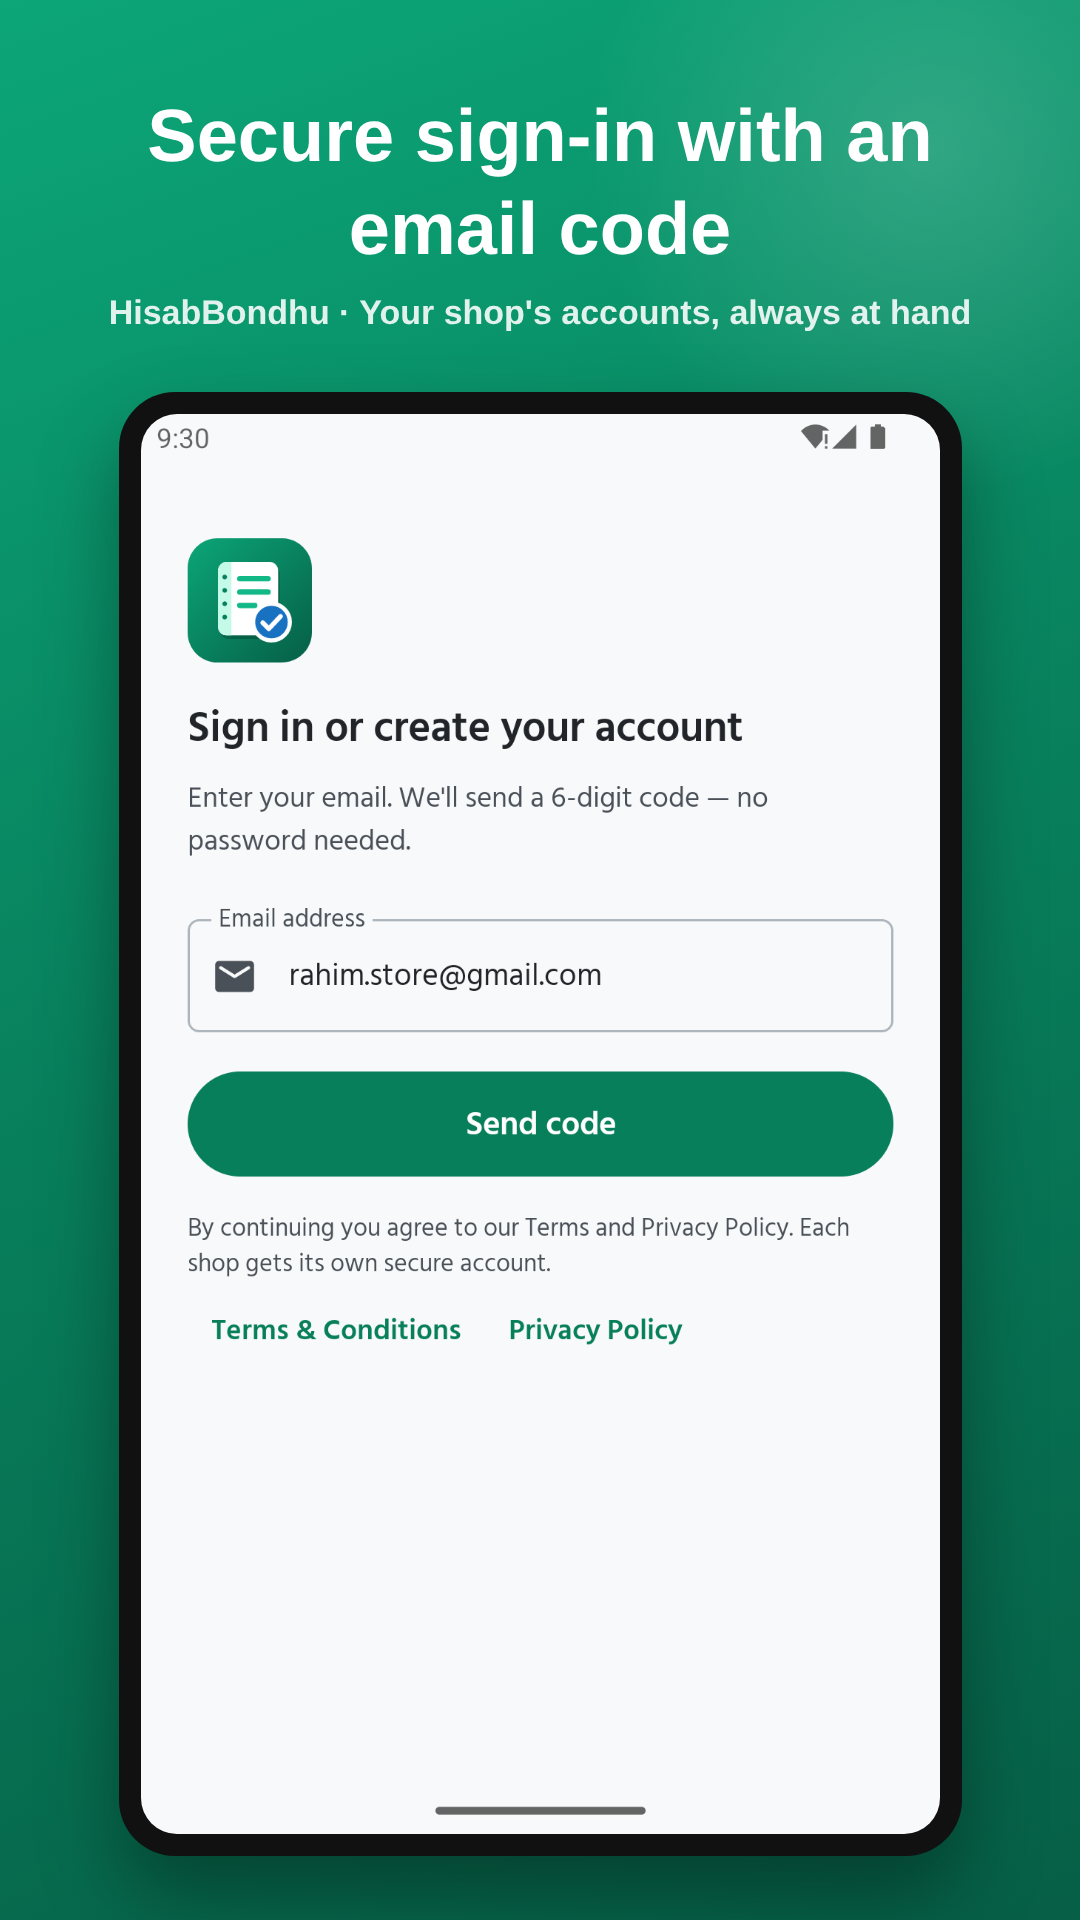 Secure sign-in with an
email code
HisabBondhu · Your shop's accounts, always at hand
9:30
Sign in or create your account
Enter your email. We'll send a 6-digit code — no
password needed.
Email address
rahim.store@gmail.com
Send code
By continuing you agree to our Terms and Privacy Policy. Each
shop gets its own secure account.
Terms & Conditions Privacy Policy